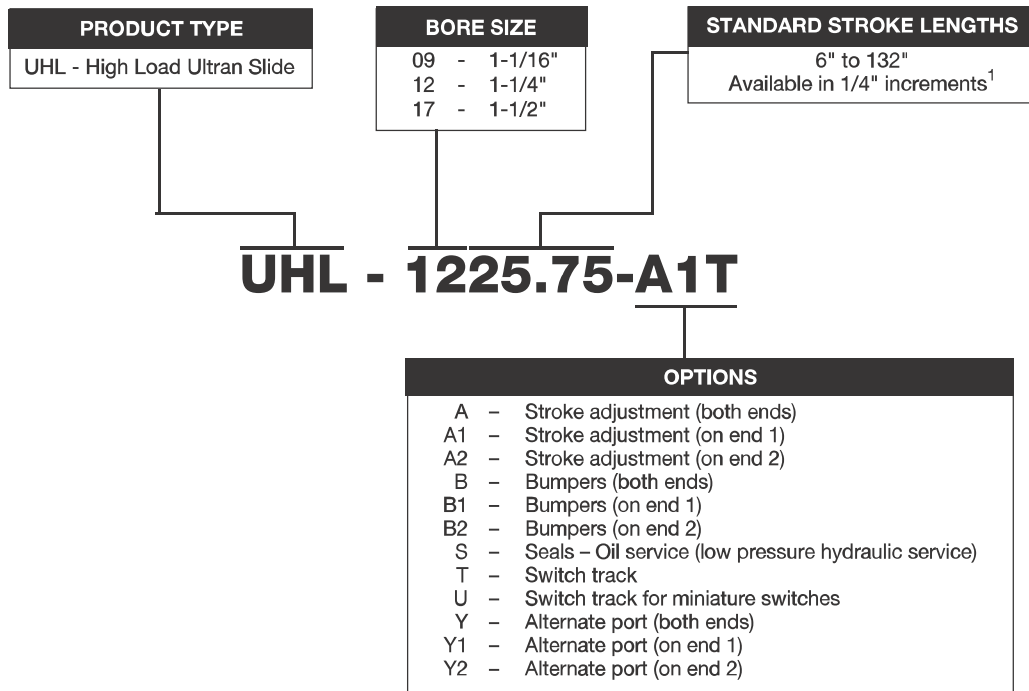 PRODUCT TYPE
UHL - High Load Ultran Slide
BORE SIZE
09 - 1-1/16"
12 - 1-1/4"
17 - 1-1/2"
STANDARD STROKE LENGTHS
6" to 132"
Available in 1/4" increments1
UHL - 1225.75-A1T
OPTIONS
A – Stroke adjustment (both ends)
A1 – Stroke adjustment (on end 1)
A2 – Stroke adjustment (on end 2)
B – Bumpers (both ends)
B1 – Bumpers (on end 1)
B2 – Bumpers (on end 2)
S – Seals – Oil service (low pressure hydraulic service)
T – Switch track
U – Switch track for miniature switches
Y – Alternate port (both ends)
Y1 – Alternate port (on end 1)
Y2 – Alternate port (on end 2)